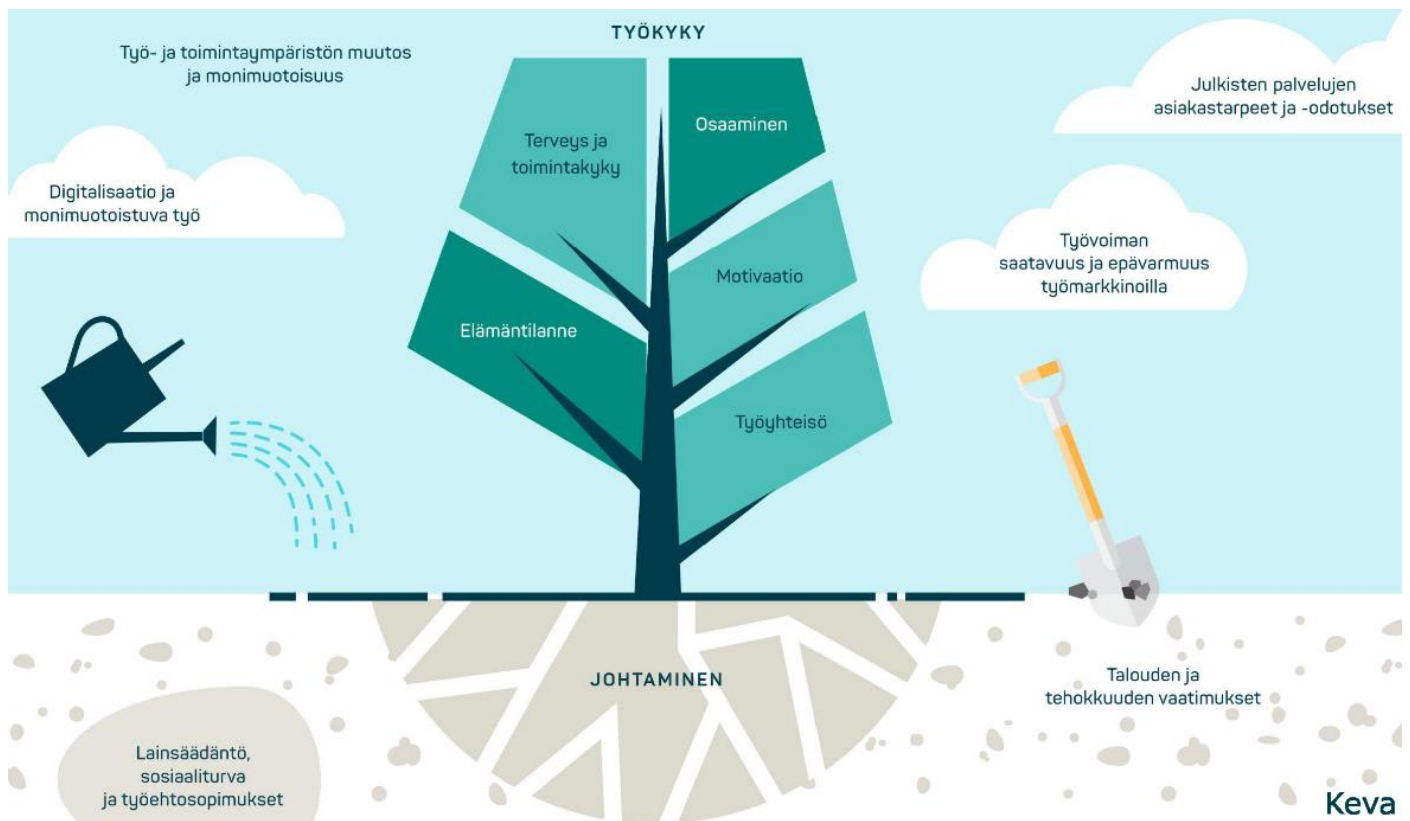 TYÖKYKY
Työ- ja toimintaympäristön muutos
ja monimuotoisuus
Julkisten palvelujen
asiakastarpeet ja -odotukset
Osaaminen
Terveys ja
toimintakyky
Digitalisaatio ja
monimuotoistuva työ
Työvoiman
saatavuus ja epävarmuus
työmarkkinoilla
Motivaatio
Elämäntilanne
Työyhteisö
JOHTAMINEN
Talouden ja
tehokkuuden vaatimukset
Lainsäädäntö,
sosiaaliturva
ja työehtosopimukset
Keva